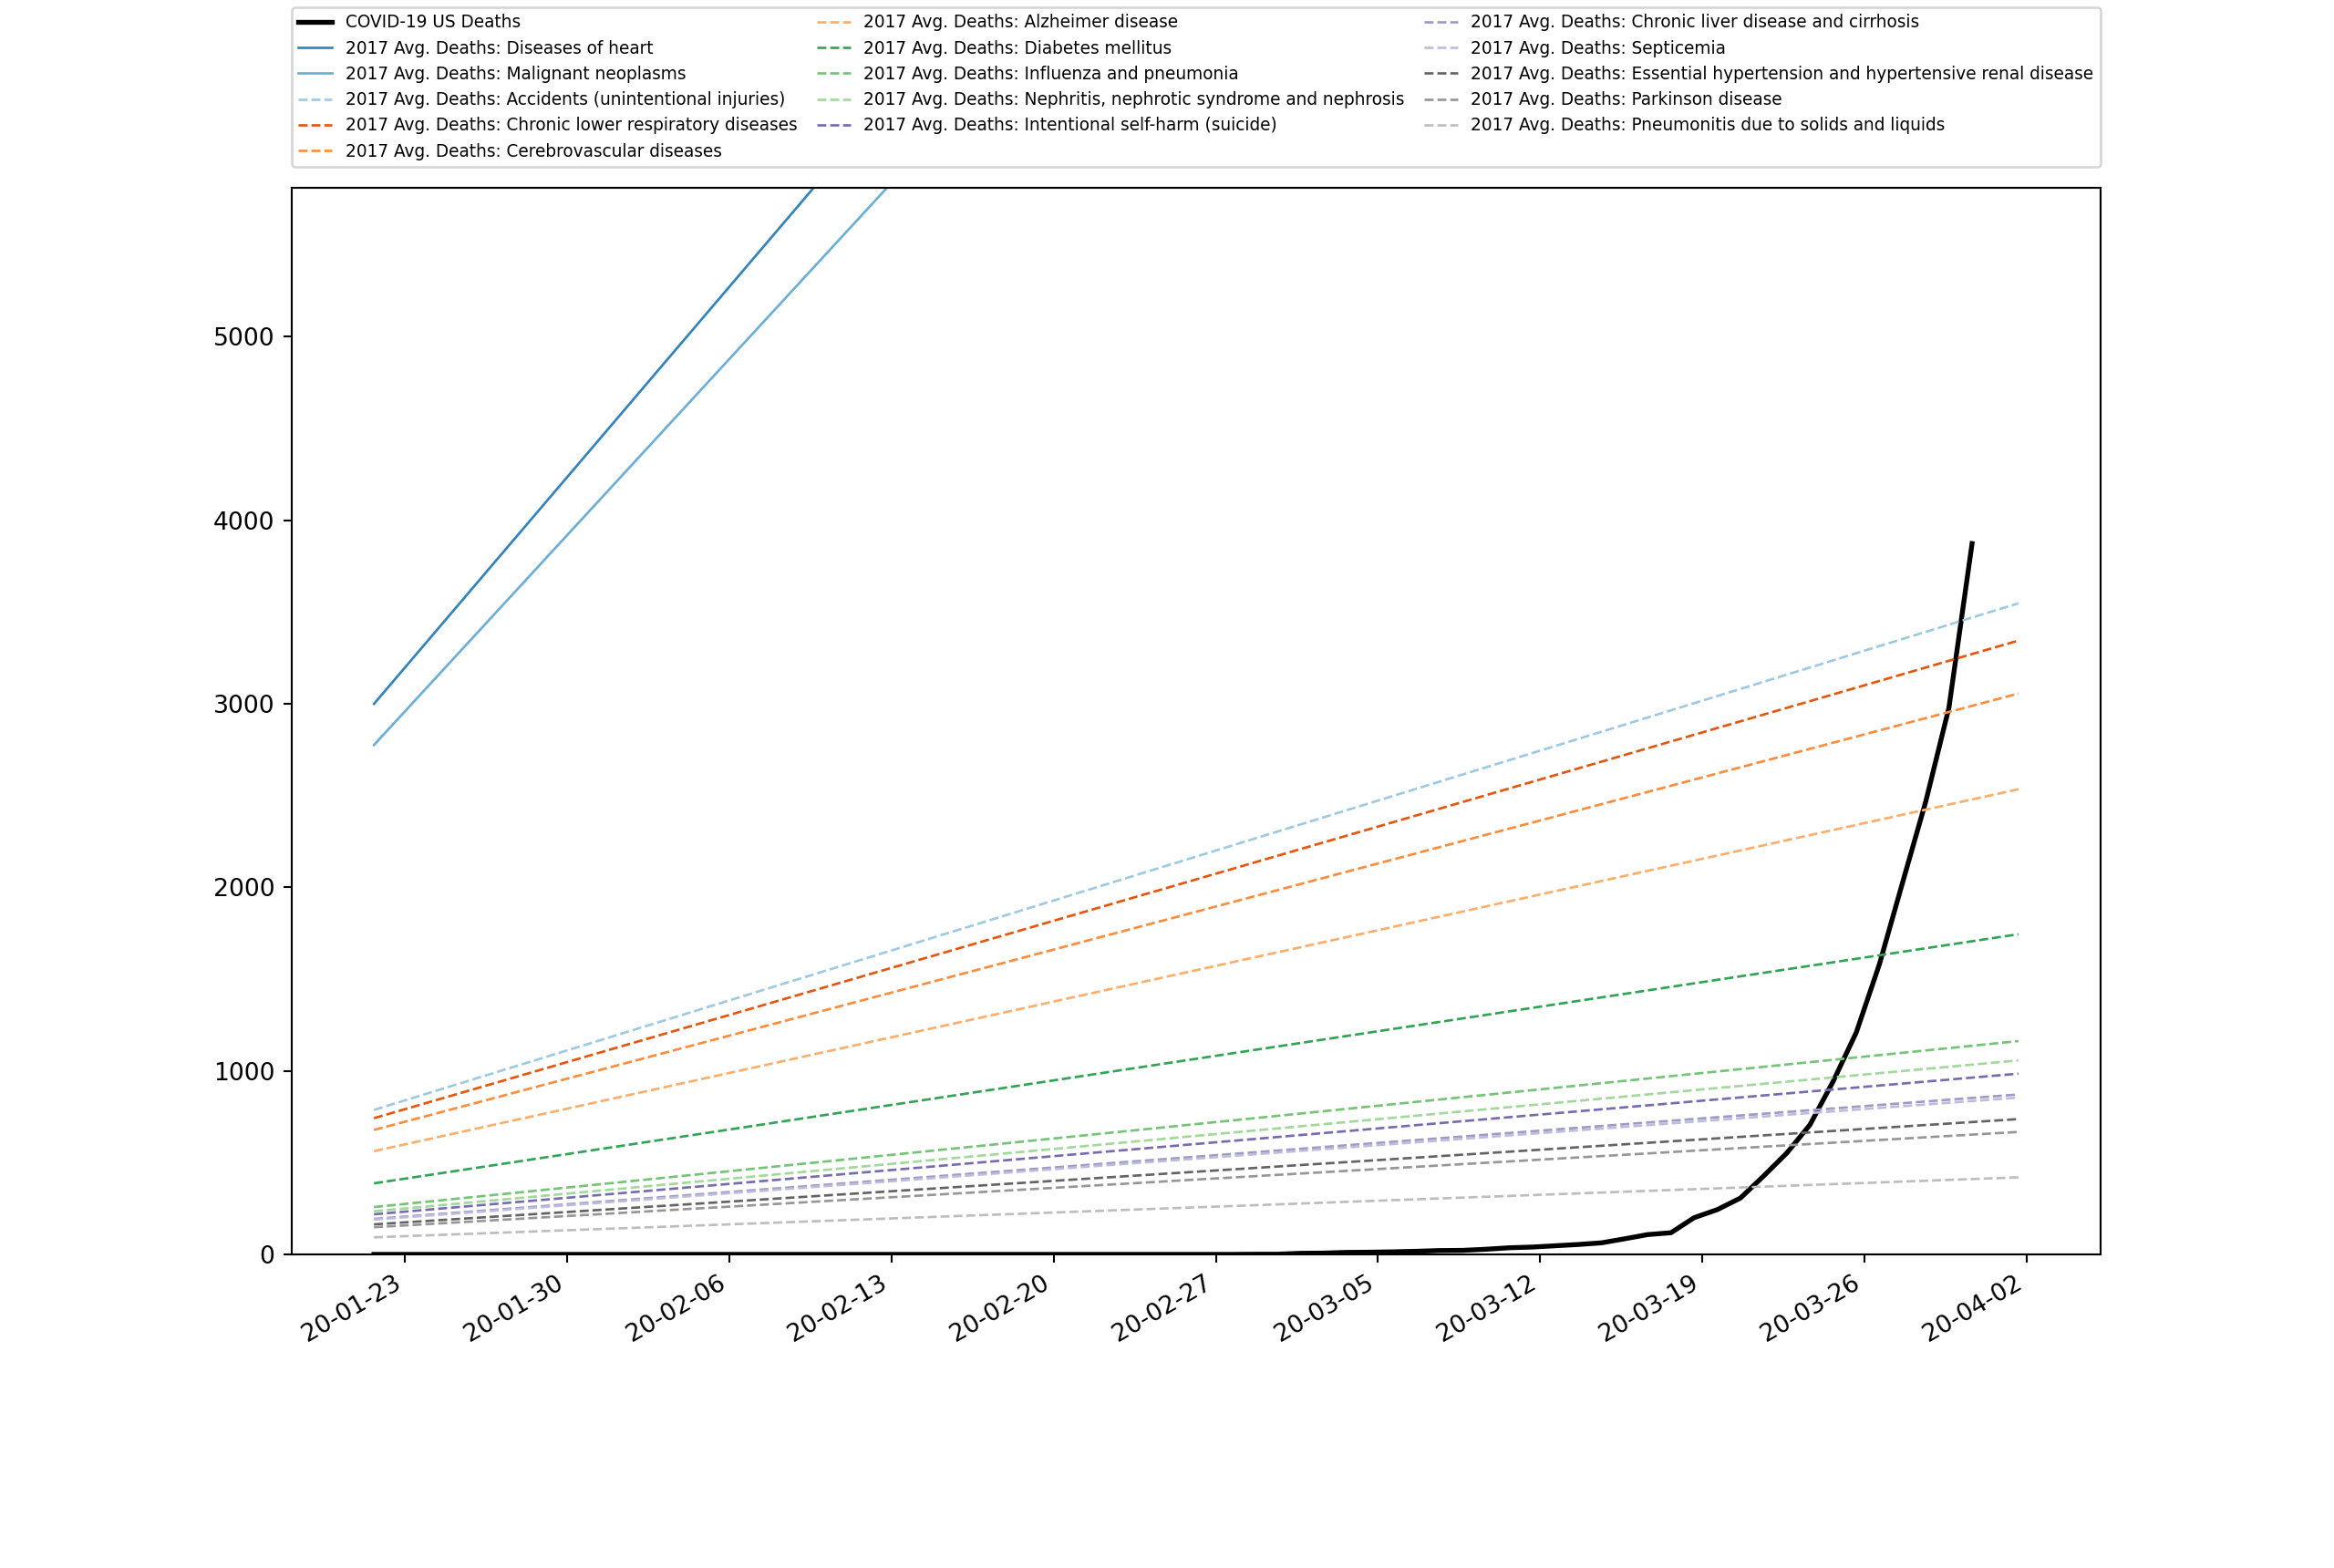 COVID-19 US Deaths
2017 Avg. Deaths: Diseases of heart
2017 Avg. Deaths: Malignant neoplasms
2017 Avg. Deaths: Accidents (unintentional injuries)
2017 Avg. Deaths: Chronic lower respiratory diseases
2017 Avg. Deaths: Cerebrovascular diseases
2017 Avg. Deaths: Alzheimer disease
2017 Avg. Deaths: Diabetes mellitus
2017 Avg. Deaths: Influenza and pneumonia
2017 Avg. Deaths: Nephritis, nephrotic syndrome and nephrosis
2017 Avg. Deaths: Intentional self-harm (suicide)
2017 Avg. Deaths: Chronic liver disease and cirrhosis
2017 Avg. Deaths: Septicemia
2017 Avg. Deaths: Essential hypertension and hypertensive renal disease
2017 Avg. Deaths: Parkinson disease
2017 Avg. Deaths: Pneumonitis due to solids and liquids
5000
4000
3000
2000
1000
0
20-01-23
20-01-30
20-02-06
20-02-13
20-02-20
20-02-27
20-03-05
20-03-12
20-03-19
20-03-26
20-04-02